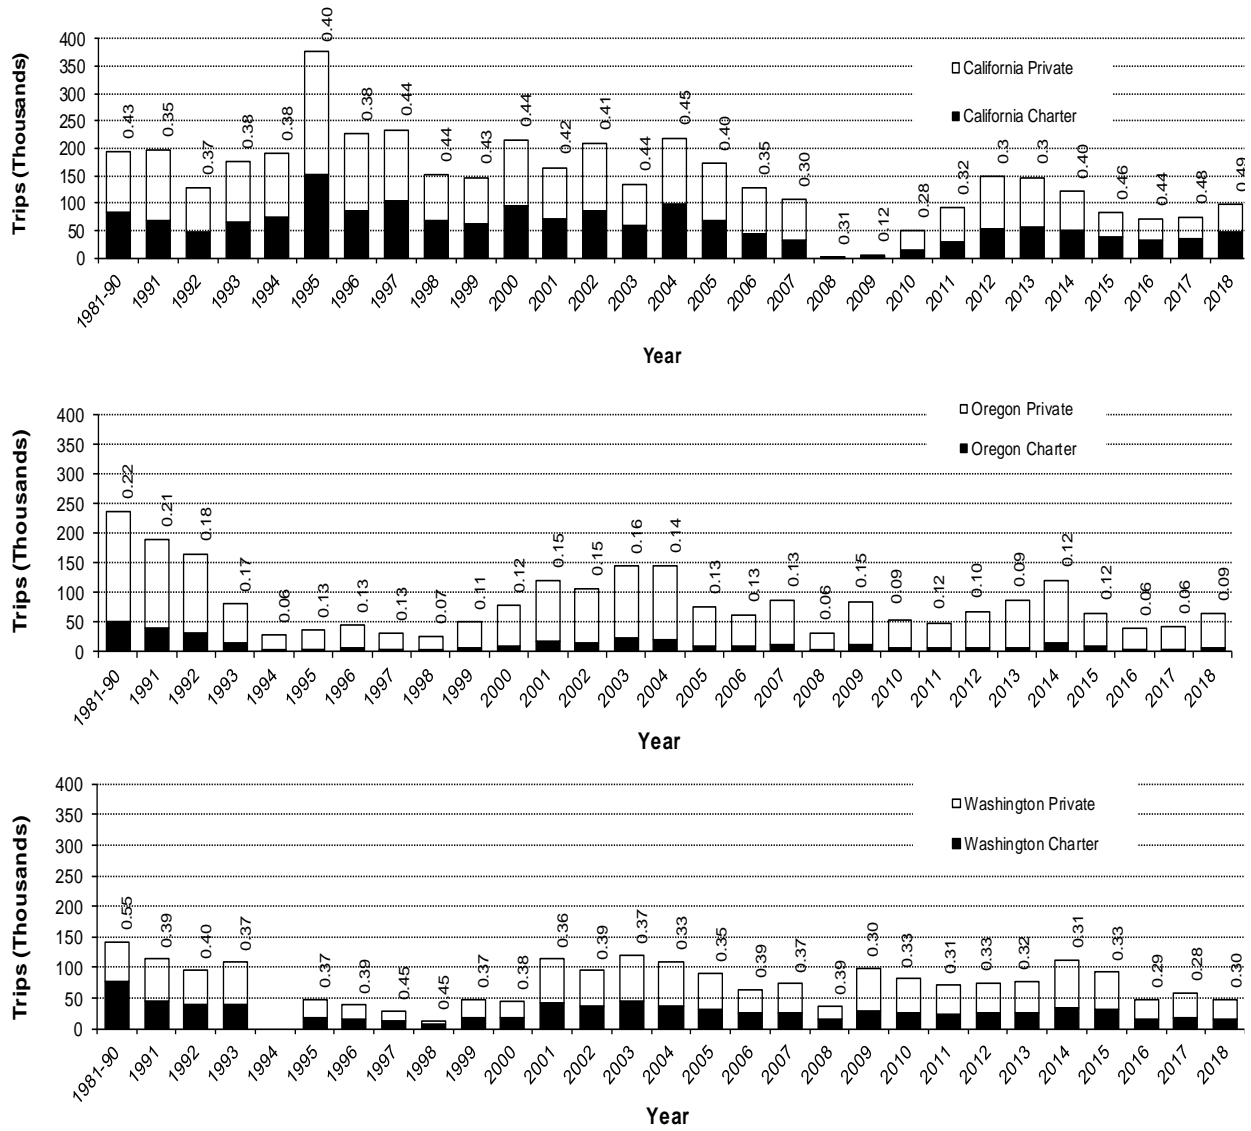 0.40
400
350
300
250
200
150
100
50
0
Trips (Thousands)
0.43 0.35 0.37 0.38 0.38 0.38 0.44 0.44 0.43 0.44 0.42 0.41 0.44 0.45 0.40 0.35 0.30 0.31 0.12 0.28 0.32 0.3 0.3 0.40 0.46 0.44 0.48 0.49
California Private
California Charter
1981-90 1991 1992 1993 1994 1995 1996 1997 1998 1999 2000 2001 2002 2003 2004 2005 2006 2007 2008 2009 2010 2011 2012 2013 2014 2015 2016 2017 2018
Year
400
350
300
250
200
150
100
50
0
Trips (Thousands)
0.22 0.21 0.18 0.17 0.06 0.13 0.13 0.13 0.07 0.11 0.12 0.15 0.15 0.16 0.14 0.13 0.13 0.13 0.06 0.15 0.09 0.12 0.10 0.09 0.12 0.12 0.06 0.06 0.09
Oregon Private
Oregon Charter
1981-90 1991 1992 1993 1994 1995 1996 1997 1998 1999 2000 2001 2002 2003 2004 2005 2006 2007 2008 2009 2010 2011 2012 2013 2014 2015 2016 2017 2018
Year
400
350
300
250
200
150
100
50
0
Trips (Thousands)
0.55 0.39 0.40 0.37 0.37 0.39 0.45 0.45 0.37 0.38 0.36 0.39 0.37 0.33 0.35 0.39 0.37 0.39 0.30 0.33 0.31 0.33 0.32 0.31 0.33 0.29 0.28 0.30
Washington Private
Washington Charter
1981-90 1991 1992 1993 1994 1995 1996 1997 1998 1999 2000 2001 2002 2003 2004 2005 2006 2007 2008 2009 2010 2011 2012 2013 2014 2015 2016 2017 2018
Year